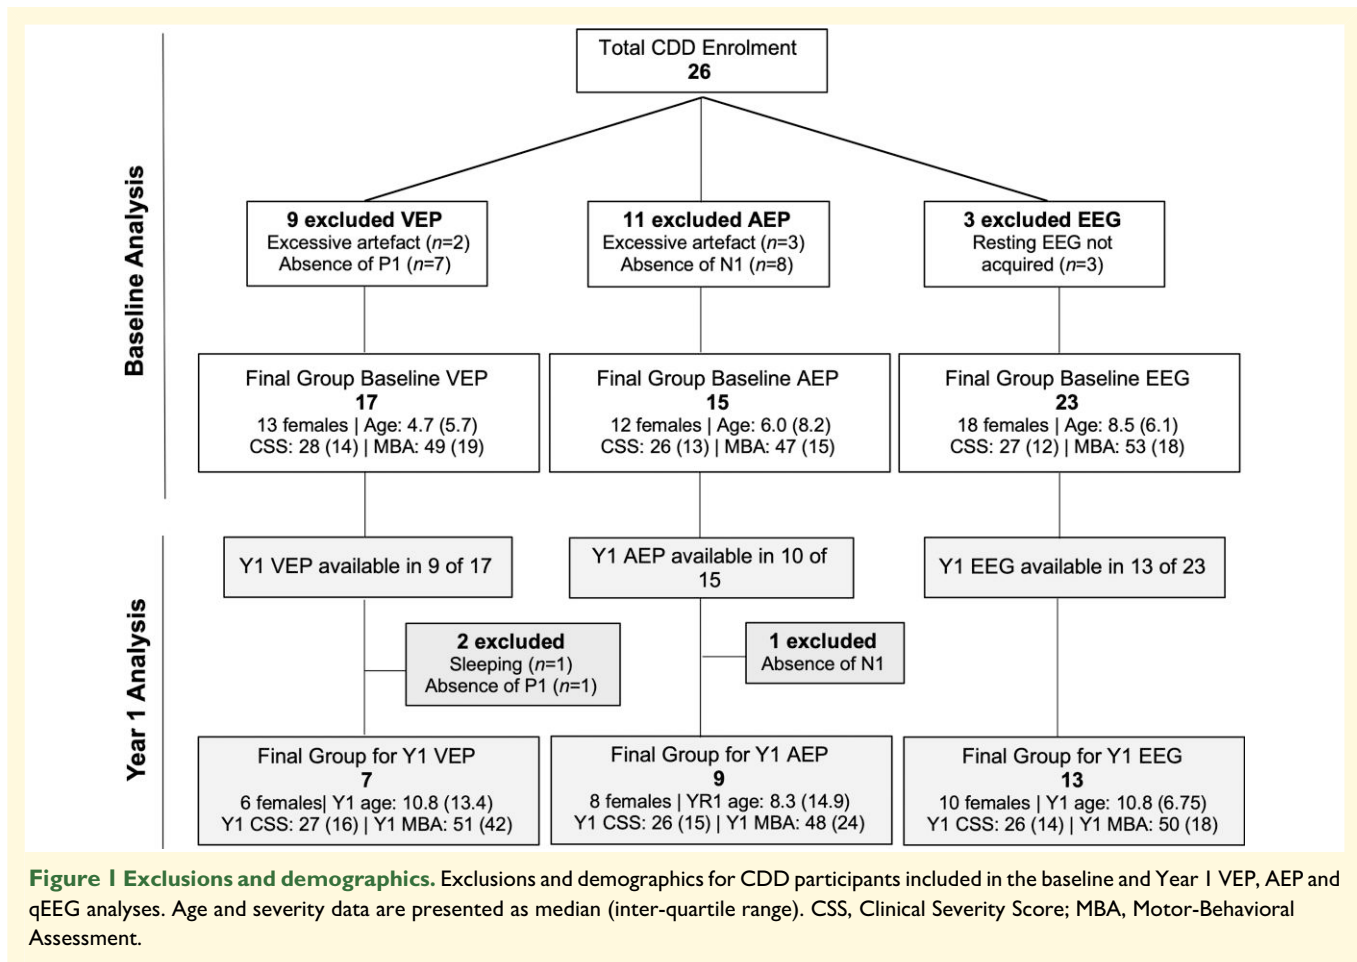 Total CDD Enrolment
26
Baseline Analysis
9 excluded VEP
Excessive artefact (n=2)
Absence of P1 (n=7)
11 excluded AEP
Excessive artefact (n=3)
Absence of N1 (n=8)
3 excluded EEG
Resting EEG not
acquired (n=3)
Final Group Baseline VEP
17
13 females | Age: 4.7 (5.7)
CSS: 28 (14) | MBA: 49 (19)
Final Group Baseline AEP
15
12 females | Age: 6.0 (8.2)
CSS: 26 (13) | MBA: 47 (15)
Final Group Baseline EEG
23
18 females | Age: 8.5 (6.1)
CSS: 27 (12) | MBA: 53 (18)
Year 1 Analysis
Y1 VEP available in 9 of 17
Y1 AEP available in 10 of
15
Y1 EEG available in 13 of 23
2 excluded
Sleeping (n=1)
Absence of P1 (n=1)
1 excluded
Absence of N1
Final Group for Y1 VEP
7
6 females| Y1 age: 10.8 (13.4)
Y1 CSS: 27 (16) | Y1 MBA: 51 (42)
Final Group for Y1 AEP
9
8 females | YR1 age: 8.3 (14.9)
Y1 CSS: 26 (15) | Y1 MBA: 48 (24)
Final Group for Y1 EEG
13
10 females | Y1 age: 10.8 (6.75)
Y1 CSS: 26 (14) | Y1 MBA: 50 (18)
Figure 1 Exclusions and demographics. Exclusions and demographics for CDD participants included in the baseline and Year 1 VEP, AEP and
qEEG analyses. Age and severity data are presented as median (inter-quartile range). CSS, Clinical Severity Score; MBA, Motor-Behavioral
Assessment.